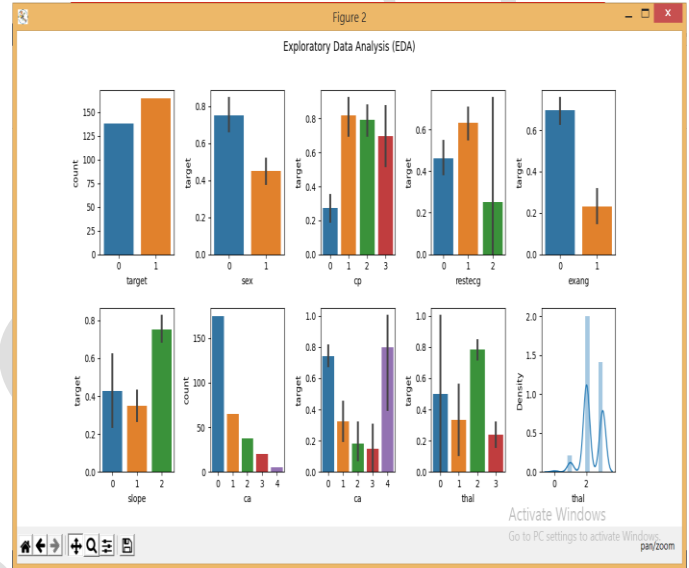 Figure 2
Exploratory Data Analysis (EDA)
150
125
100
75
50
25
0
count
0 1
target
0.8
0.6
0.4
0.2
0.0
target
0 1
sex
0.8
0.6
0.4
0.2
0.0
target
0 1 2 3
cp
0.6
0.4
0.2
0.0
target
0 1 2
restecg
0.6
0.4
0.2
0.0
target
0 1
exang
0.8
0.6
0.4
0.2
0.0
target
0 1 2
slope
150
100
50
0
count
0 1 2 3 4
ca
1.0
0.8
0.6
0.4
0.2
0.0
target
0 1 2 3 4
ca
1.0
0.8
0.6
0.4
0.2
0.0
target
0 1 2 3
thal
2.0
1.5
1.0
0.5
0.0
Density
0 2
thal
Activate Windows
Go to PC settings to activate Windows.
pan/zoom